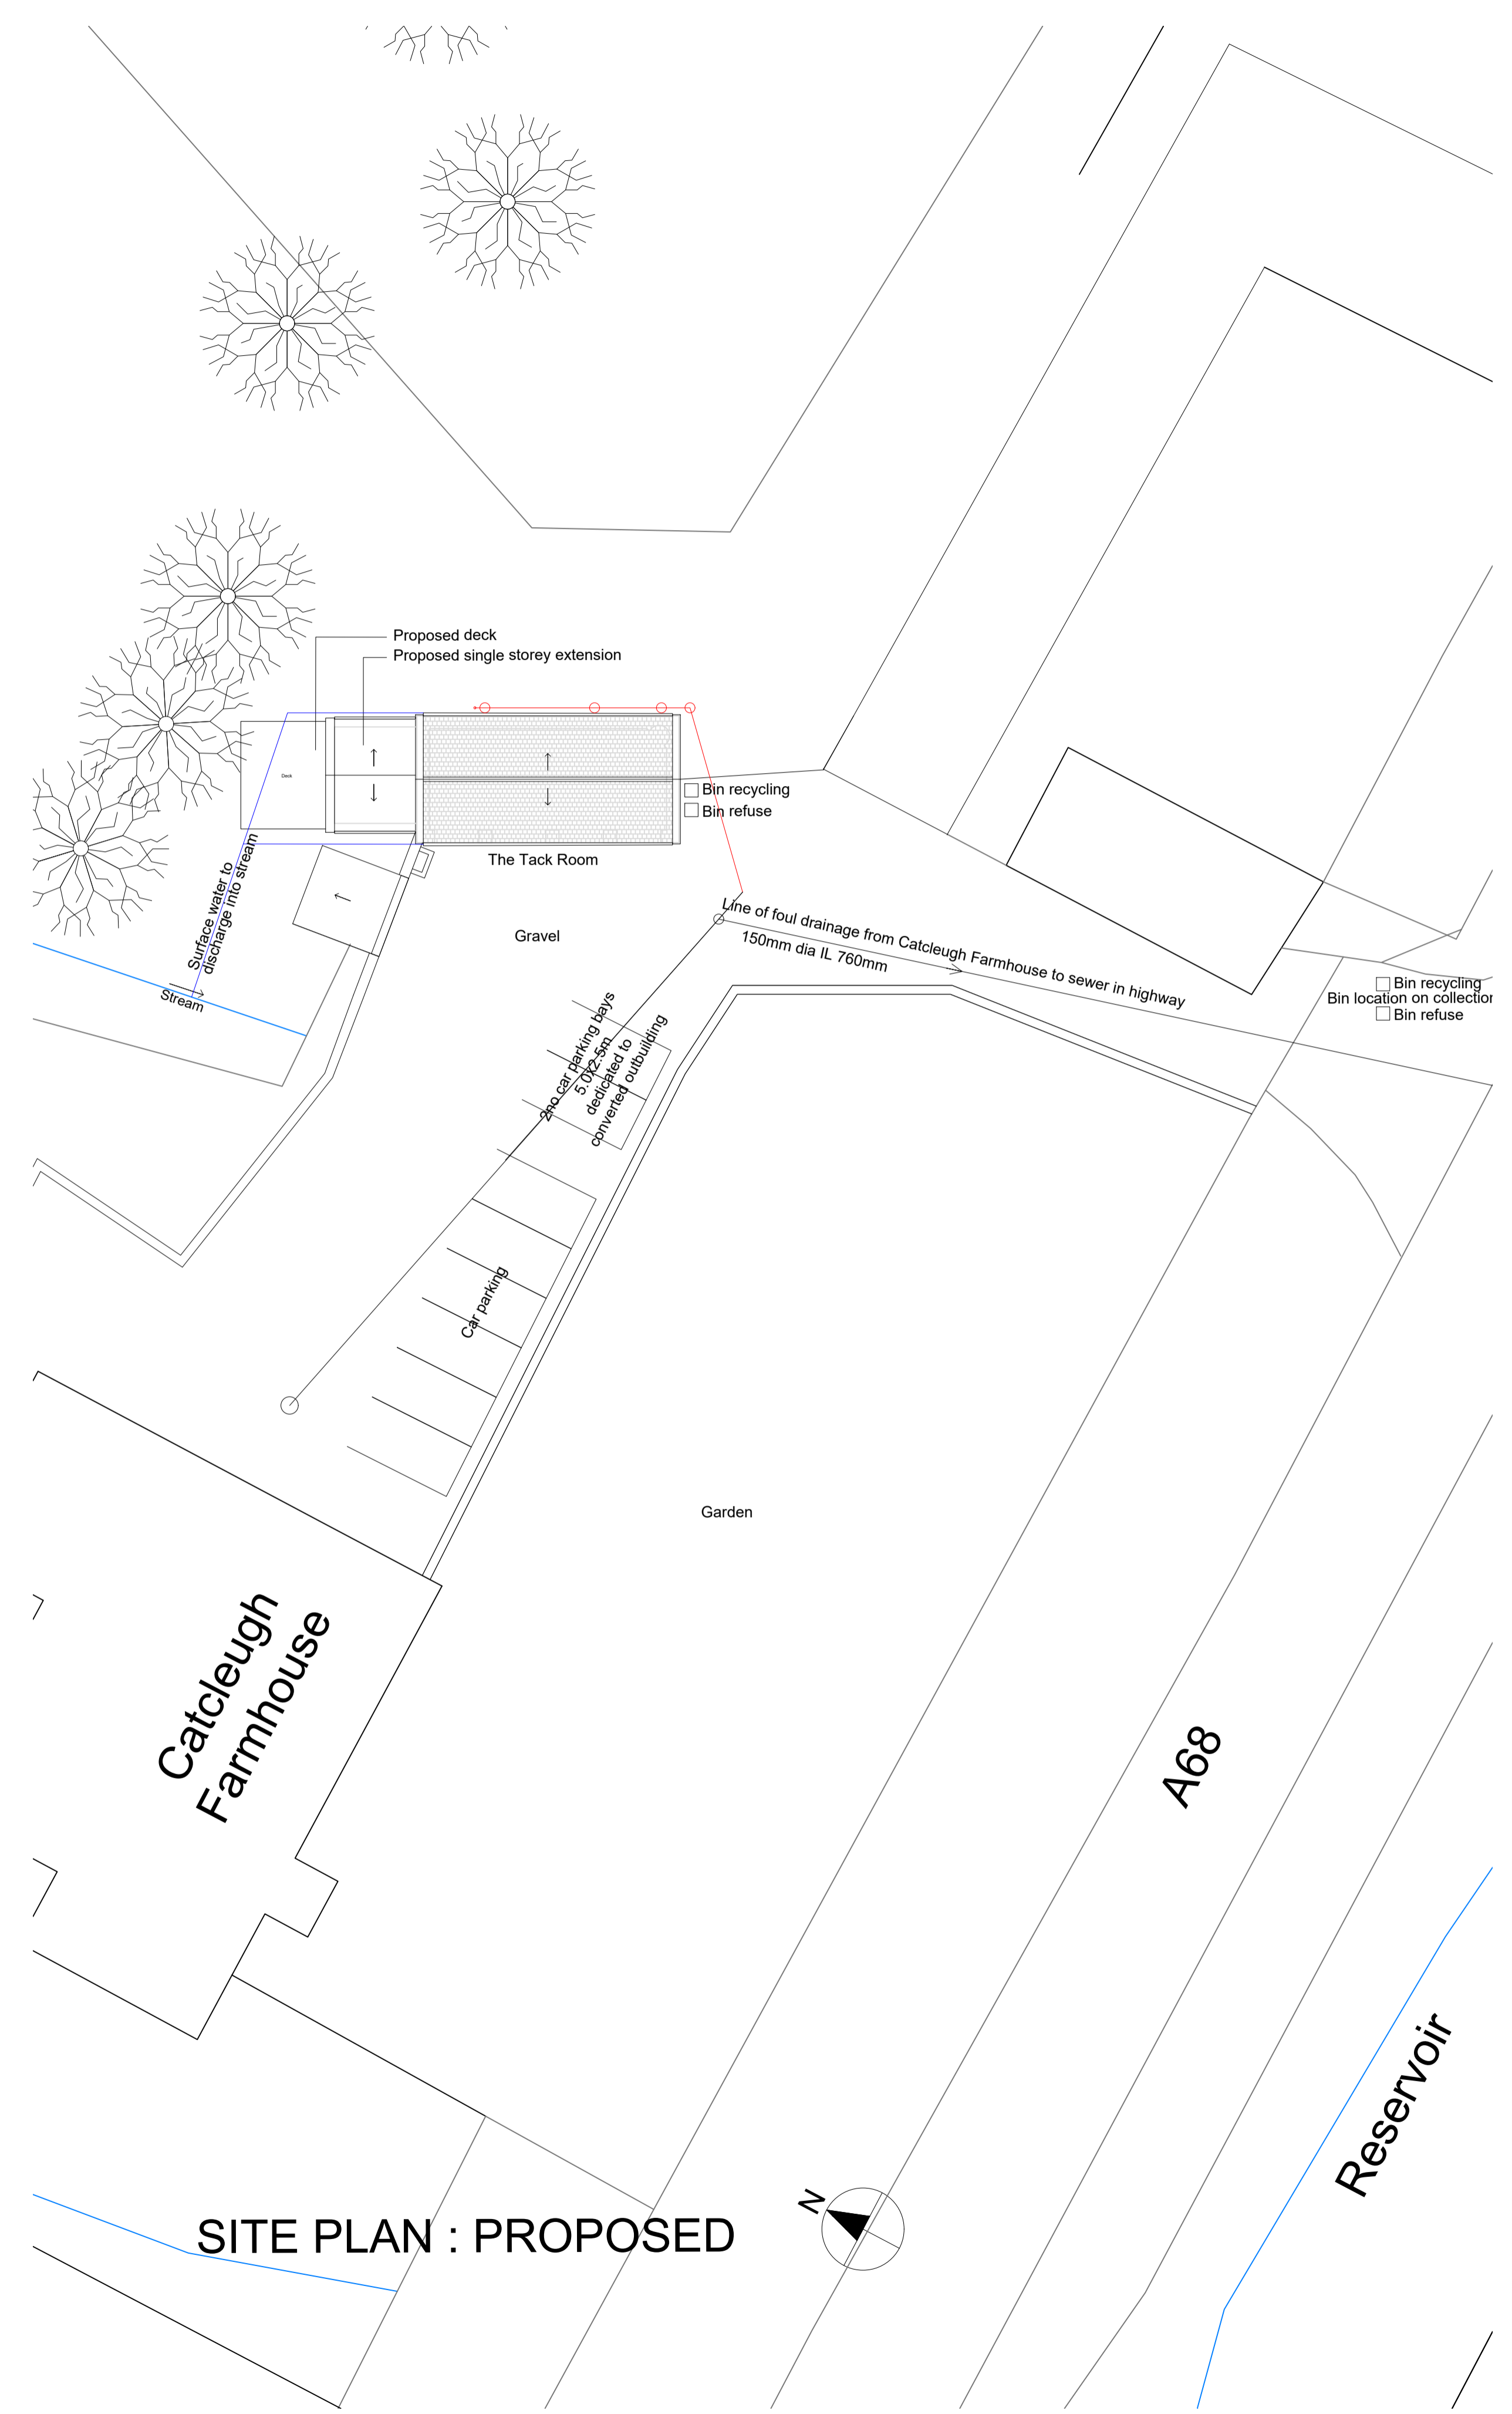 Proposed deck
Proposed single storey extension
Deck
Bin recycling
Bin refuse
The Tack Room
Surface water to
discharge into stream
Stream
Gravel
Line of foul drainage from Catcleugh Farmhouse to sewer in highway
150mm dia IL 760mm
Bin recycling
Bin location on collection
Bin refuse
2no car parking bays
5.0x2.5m
dedicated to
converted outbuilding
Car parking
Garden
Catcleugh
Farmhouse
A68
Reservoir
N
SITE PLAN : PROPOSED